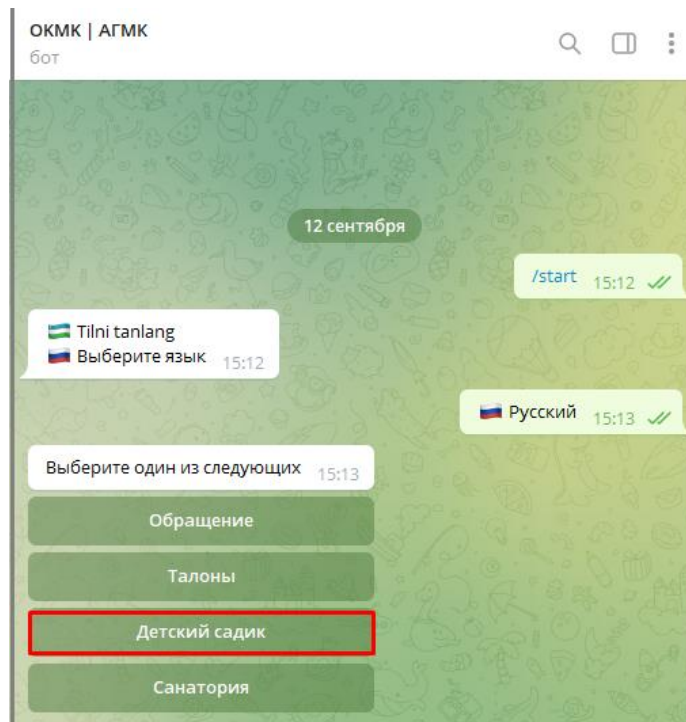 ОКМК | АГМК
бот
12 сентября
/start 15:12
Tilni tanlang
Выберите язык 15:12
Русский 15:13
Выберите один из следующих 15:13
Обращение
Талоны
Детский садик
Санатория